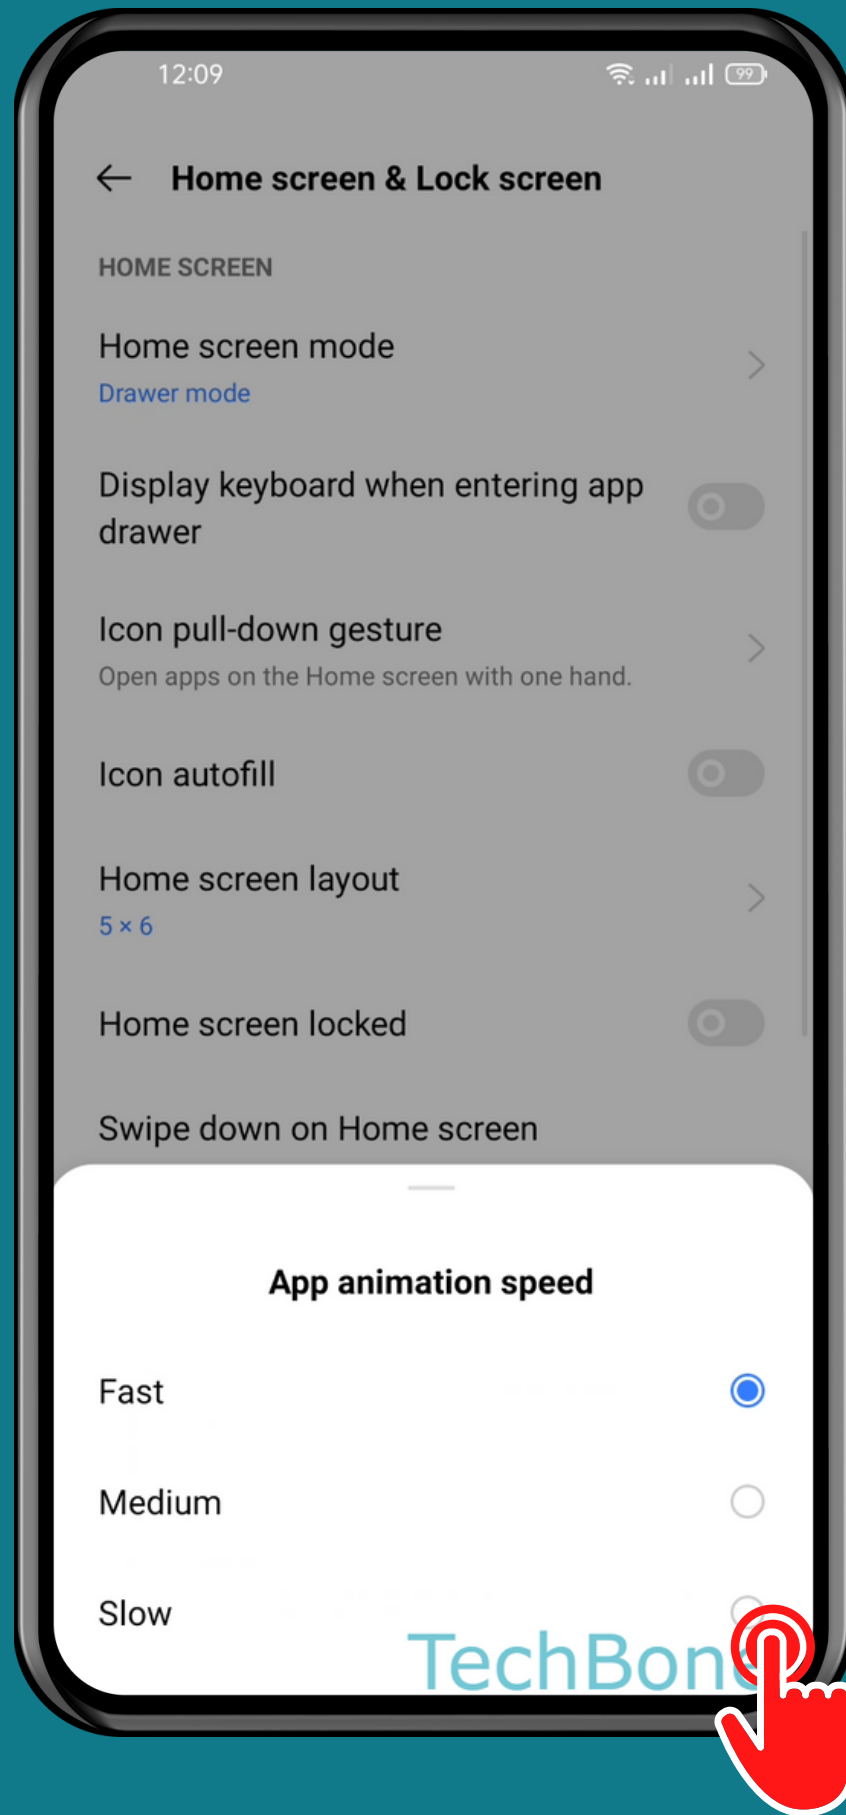 12:09
99
Home screen & Lock screen
HOME SCREEN
Home screen mode
Drawer mode
Display keyboard when entering app
drawer
Icon pull-down gesture
Open apps on the Home screen with one hand.
Icon autofill
Home screen layout
5 × 6
Home screen locked
Swipe down on Home screen
App animation speed
Fast
Medium
Slow
TechBone